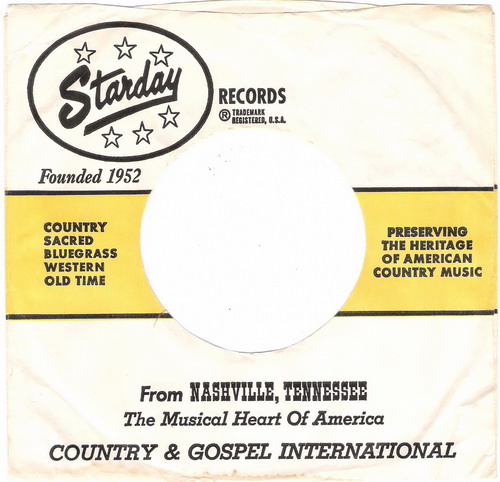 Starday
RECORDS
® TRADEMARK
REGISTERED, U.S.A.
Founded 1952
COUNTRY
SACRED
BLUEGRASS
WESTERN
OLD TIME
PRESERVING
THE HERITAGE
OF AMERICAN
COUNTRY MUSIC
From NASHVILLE, TENNESSEE
The Musical Heart Of America
COUNTRY & GOSPEL INTERNATIONAL